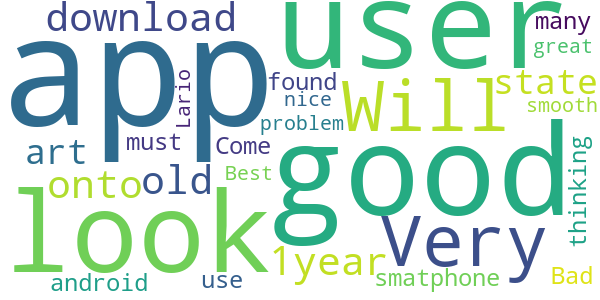 download
user
many
great
app
Lario
found
nice
Will
state
smooth
problem
art
must
Come
good
thinking
onto
old
Best
look
Very
1year
android
use
smatphone
Bad